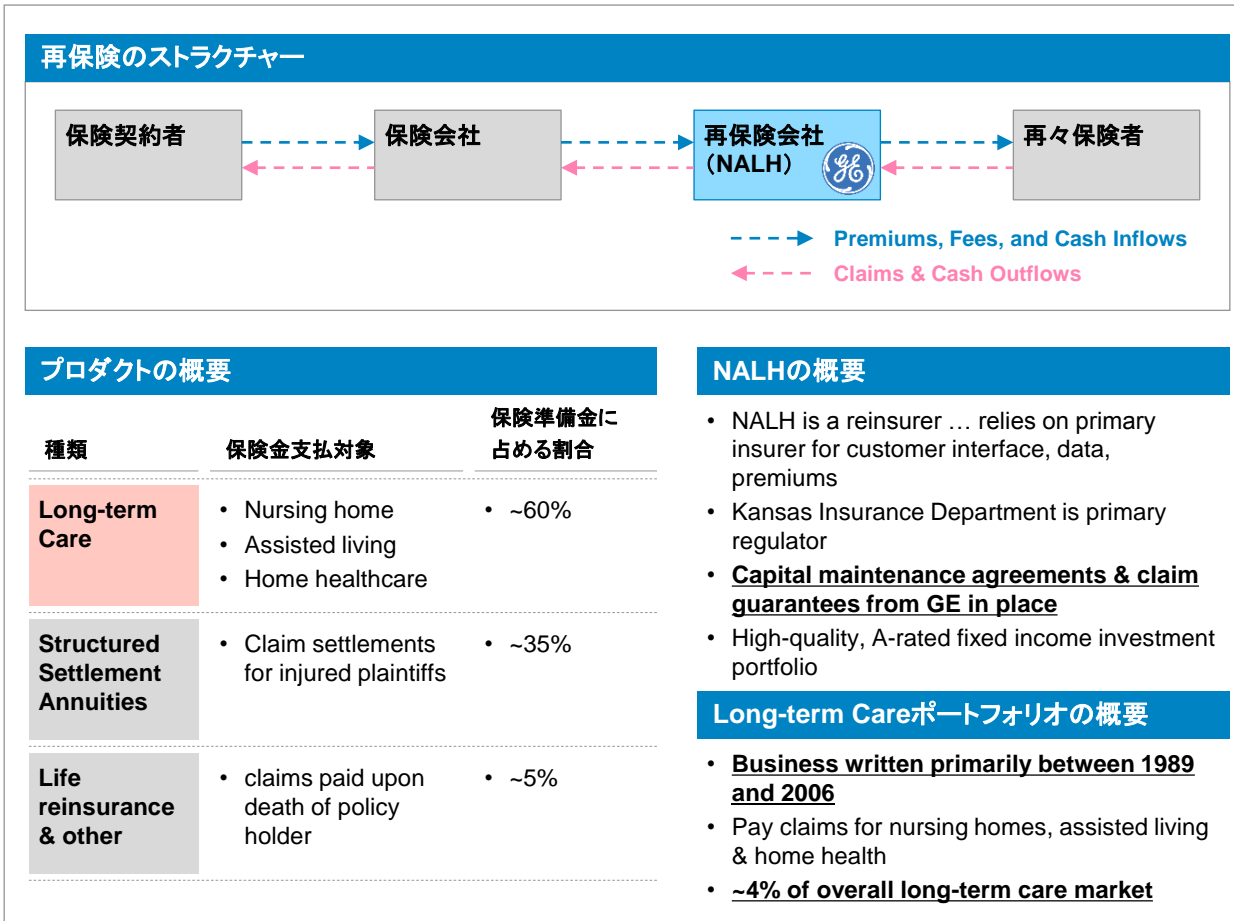 再保険のストラクチャー
保険契約者
保険会社
再保険会社
（NALH）
GE
再々保険者
Premiums, Fees, and Cash Inflows
Claims & Cash Outflows
プロダクトの概要
種類
保険金支払対象
保険準備金に
占める割合
Long-term
Care
• Nursing home
• Assisted living
• Home healthcare
• ~60%
Structured
Settlement
Annuities
• Claim settlements
for injured plaintiffs
• ~35%
Life
reinsurance
& other
• claims paid upon
death of policy
holder
• ~5%
NALHの概要
• NALH is a reinsurer … relies on primary
insurer for customer interface, data,
premiums
• Kansas Insurance Department is primary
regulator
• Capital maintenance agreements & claim
guarantees from GE in place
• High-quality, A-rated fixed income investment
portfolio
Long-term Careポートフォリオの概要
• Business written primarily between 1989
and 2006
• Pay claims for nursing homes, assisted living
& home health
• ~4% of overall long-term care market